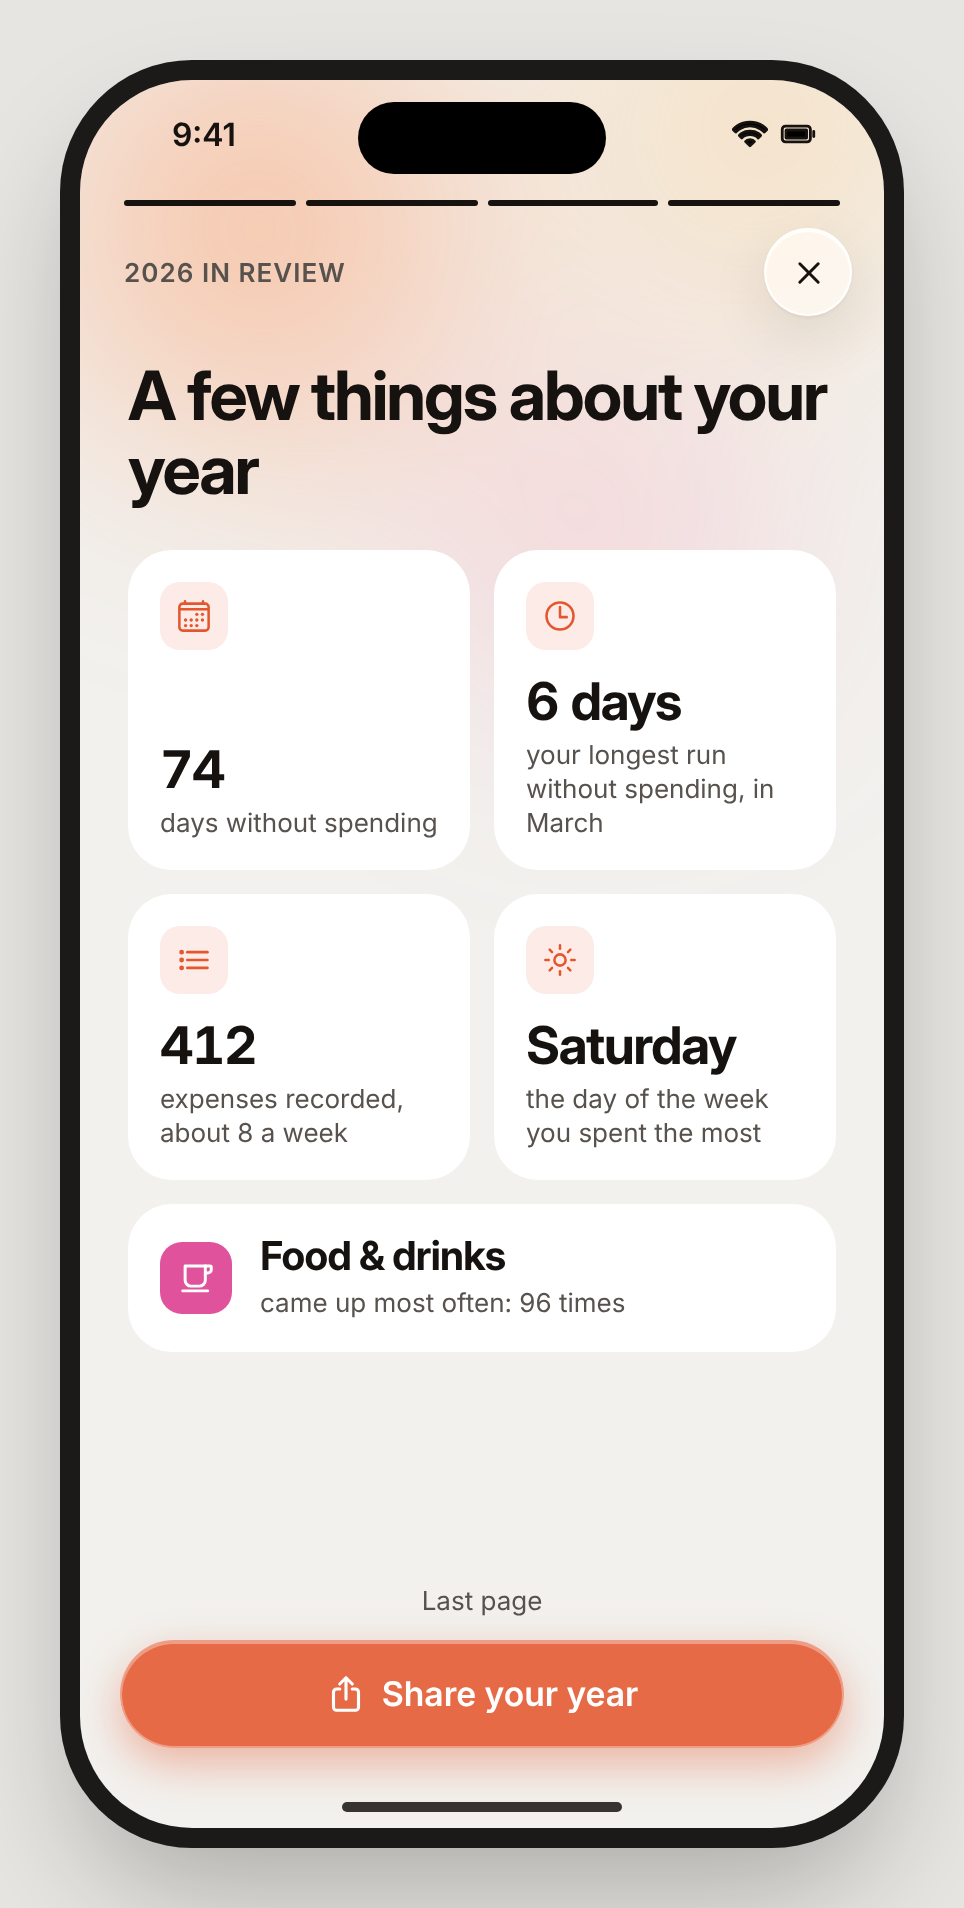 9:41
2026 IN REVIEW
A few things about your
year
74
days without spending
6 days
your longest run
without spending, in
March
412
expenses recorded,
about 8 a week
Saturday
the day of the week
you spent the most
Food & drinks
came up most often: 96 times
Last page
Share your year